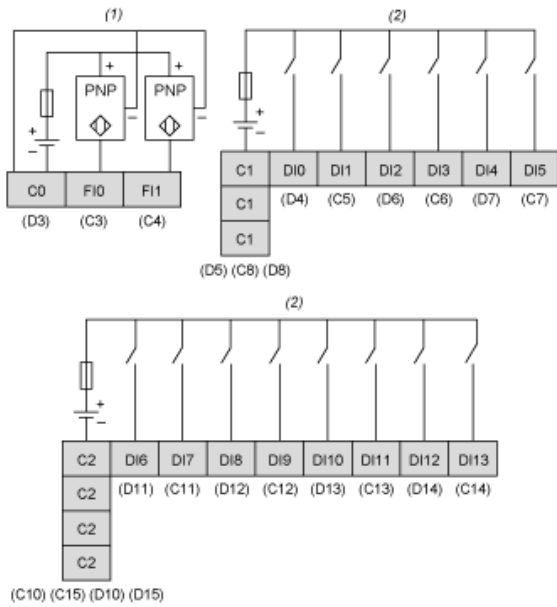 (1)
+ +
PNP PNP
+ – –
–
C0 FI0 FI1
(D3) (C3) (C4)
(2)
+
–
C1 DI0 DI1 DI2 DI3 DI4 DI5
(D4) (C5) (D6) (C6) (D7) (C7)
C1
C1
(D5) (C8) (D8)
(2)
+
–
C2 DI6 DI7 DI8 DI9 DI10 DI11 DI12 DI13
(D11) (C11) (D12) (C12) (D13) (C13) (D14) (C14)
C2
C2
C2
(C10) (C15) (D10) (D15)